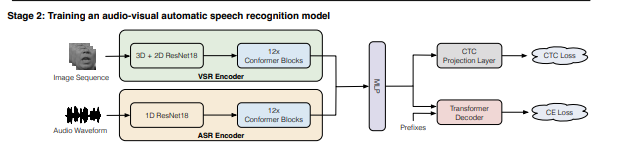 Stage 2: Training an audio-visual automatic speech recognition model
Image Sequence
3D + 2D ResNet18
12x
Conformer Blocks
VSR Encoder
Audio Waveform
1D ResNet18
12x
Conformer Blocks
ASR Encoder
MLP
CTC
Projection Layer
CTC Loss
Prefixes
Transformer
Decoder
CE Loss